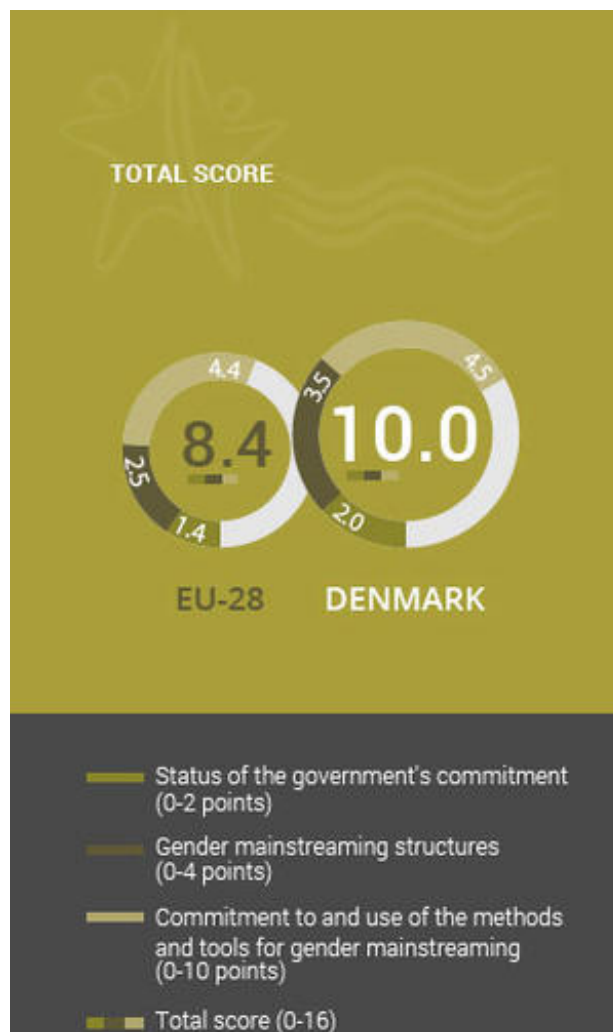 TOTAL SCORE
4.4
8.4
2.5
1.4
EU-28
4.5
3.5
10.0
2.0
DENMARK
Status of the government's commitment
(0-2 points)
Gender mainstreaming structures
(0-4 points)
Commitment to and use of the methods
and tools for gender mainstreaming
(0-10 points)
Total score (0-16)